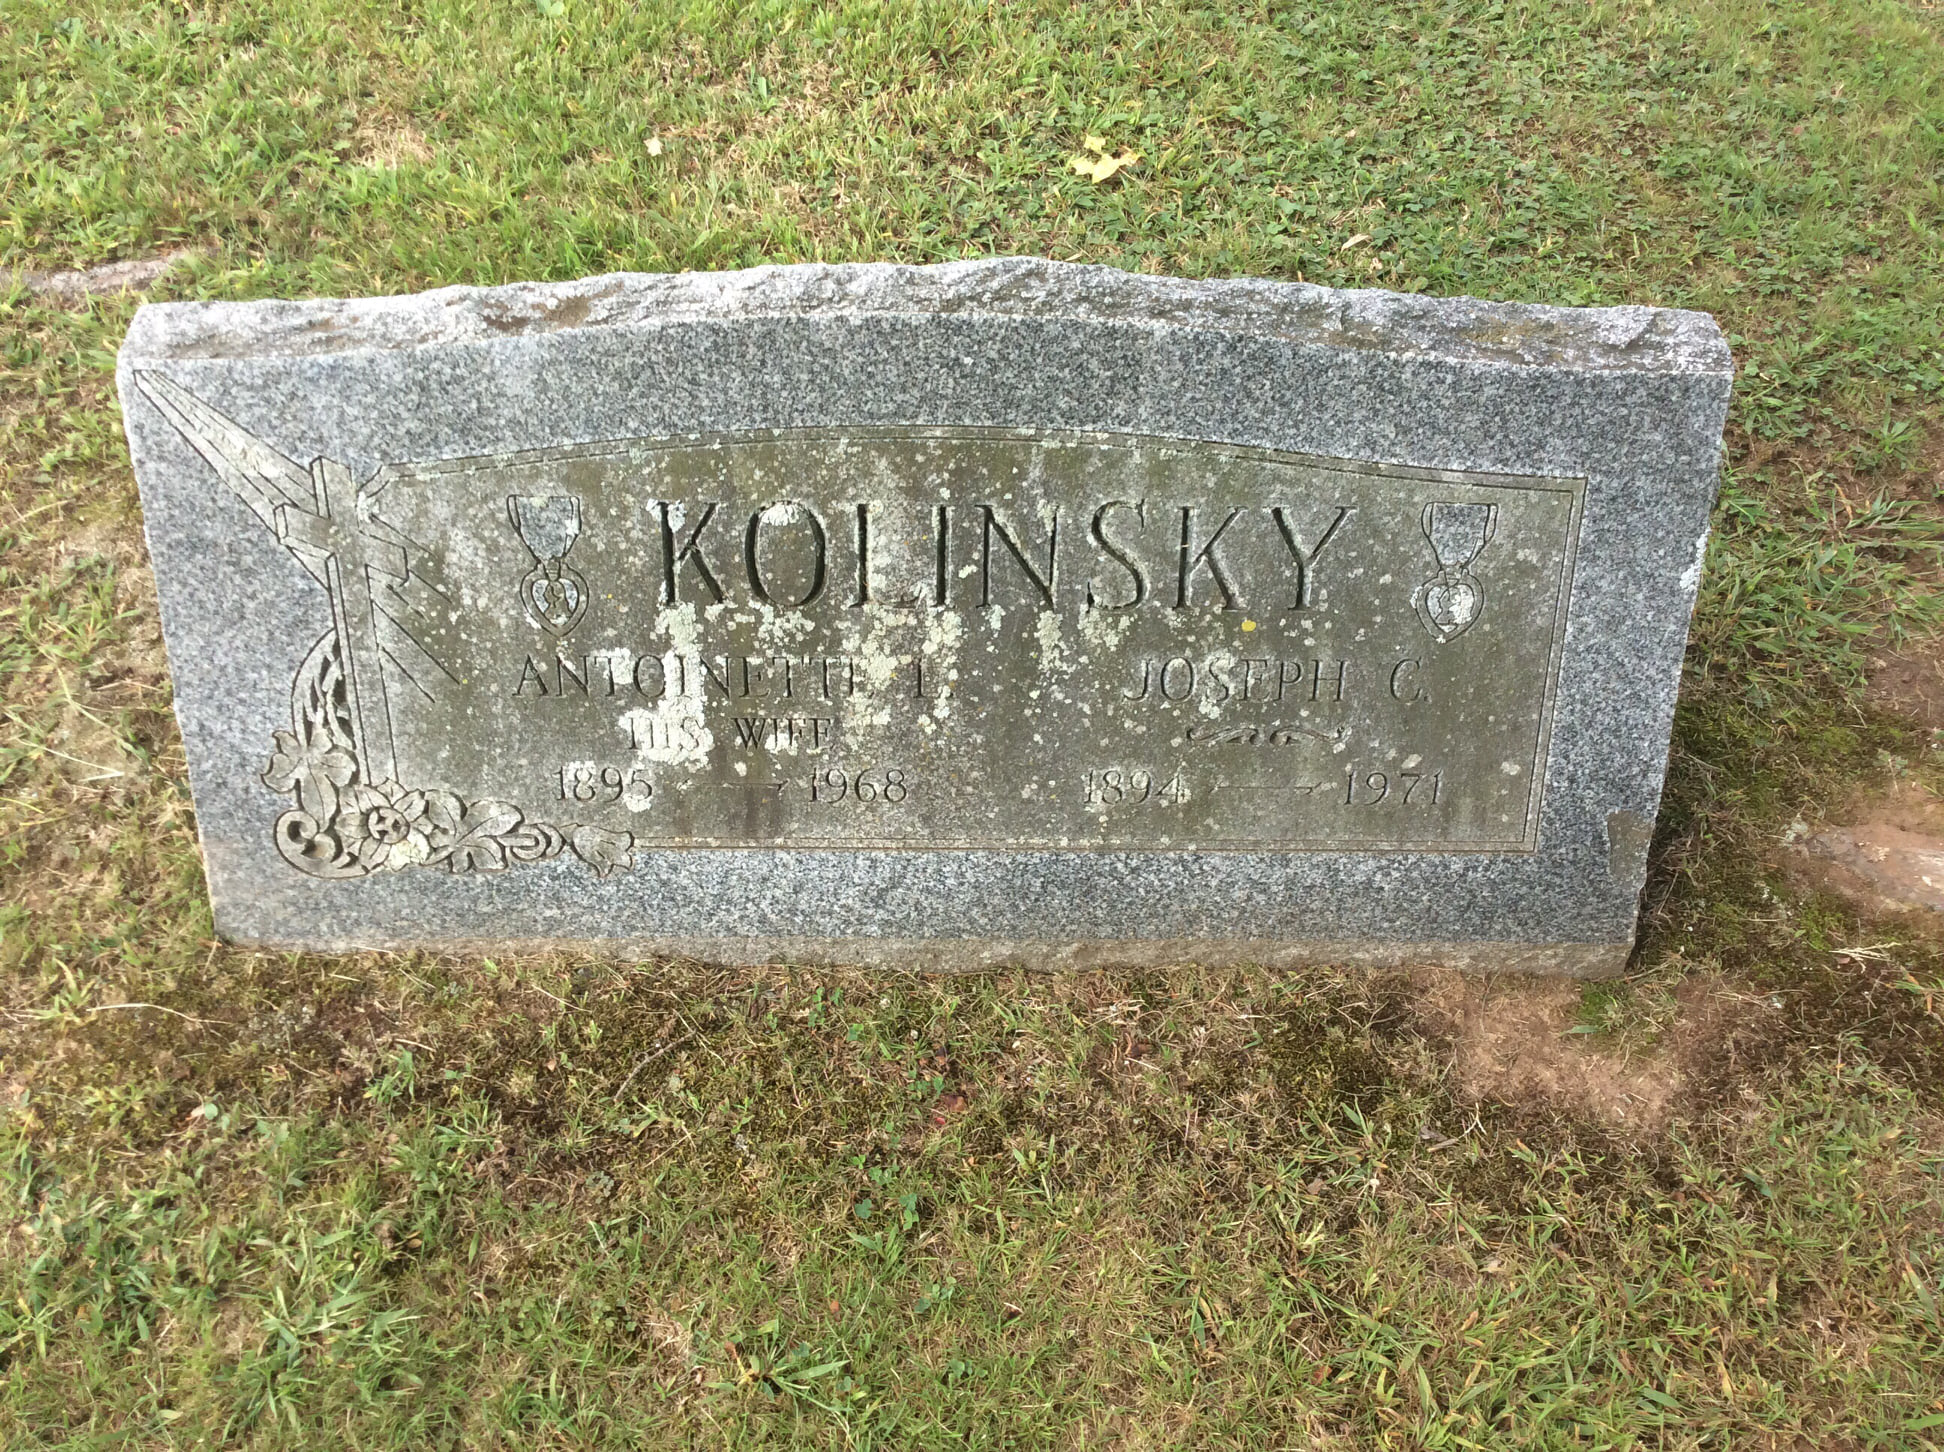 KOLINSKY
ANTOINETTE L. JOSEPH C.
HIS WIFE
1895 — 1968 1894 — 1971